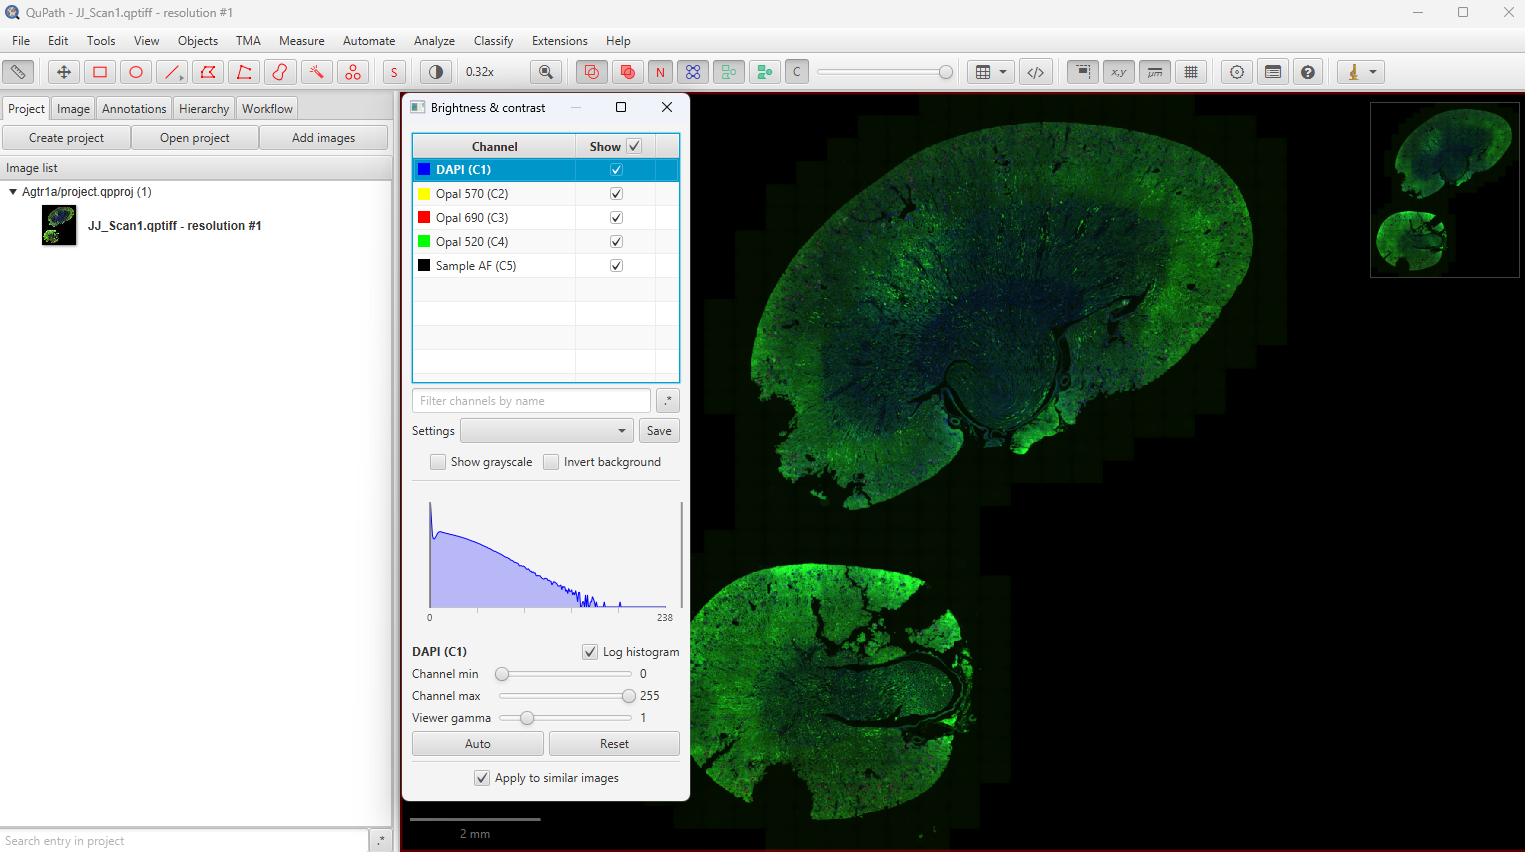 QuPath - JJ_Scan1.qptiff - resolution #1
File Edit Tools View Objects TMA Measure Automate Analyze Classify Extensions Help
S 0.32x N C </> x,y µm ?
Project Image Annotations Hierarchy Workflow
Create project Open project Add images
Image list
Agtr1a/project.qpproj (1)
JJ_Scan1.qptiff - resolution #1
Search entry in project .*
Brightness & contrast
Channel Show
DAPI (C1)
Opal 570 (C2)
Opal 690 (C3)
Opal 520 (C4)
Sample AF (C5)
Filter channels by name .*
Settings Save
Show grayscale Invert background
0 238
DAPI (C1) Log histogram
Channel min 0
Channel max 255
Viewer gamma 1
Auto Reset
Apply to similar images
2 mm